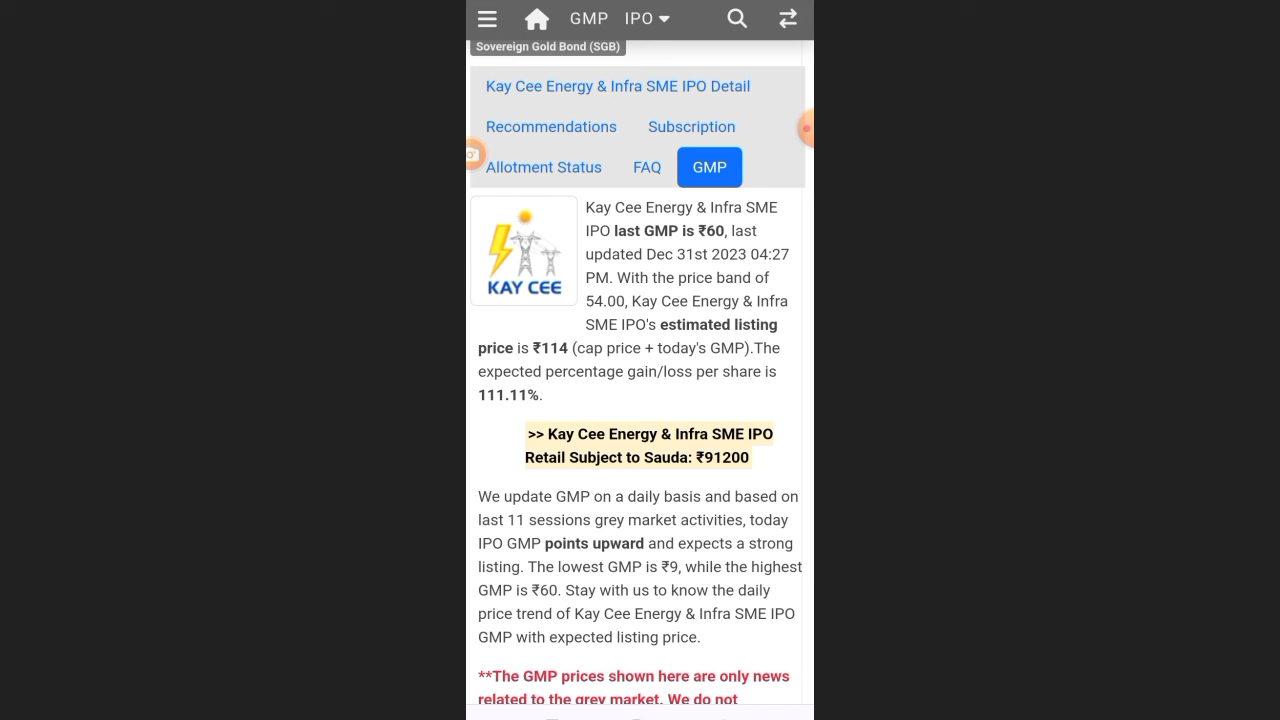 GMP IPO
Sovereign Gold Bond (SGB)
Kay Cee Energy & Infra SME IPO Detail
Recommendations Subscription
Allotment Status FAQ GMP
KAY CEE
Kay Cee Energy & Infra SME
IPO last GMP is ₹60, last
updated Dec 31st 2023 04:27
PM. With the price band of
54.00, Kay Cee Energy & Infra
SME IPO's estimated listing
price is ₹114 (cap price + today's GMP).The
expected percentage gain/loss per share is
111.11%.
>> Kay Cee Energy & Infra SME IPO
Retail Subject to Sauda: ₹91200
We update GMP on a daily basis and based on
last 11 sessions grey market activities, today
IPO GMP points upward and expects a strong
listing. The lowest GMP is ₹9, while the highest
GMP is ₹60. Stay with us to know the daily
price trend of Kay Cee Energy & Infra SME IPO
GMP with expected listing price.
**The GMP prices shown here are only news
related to the grey market. We do not